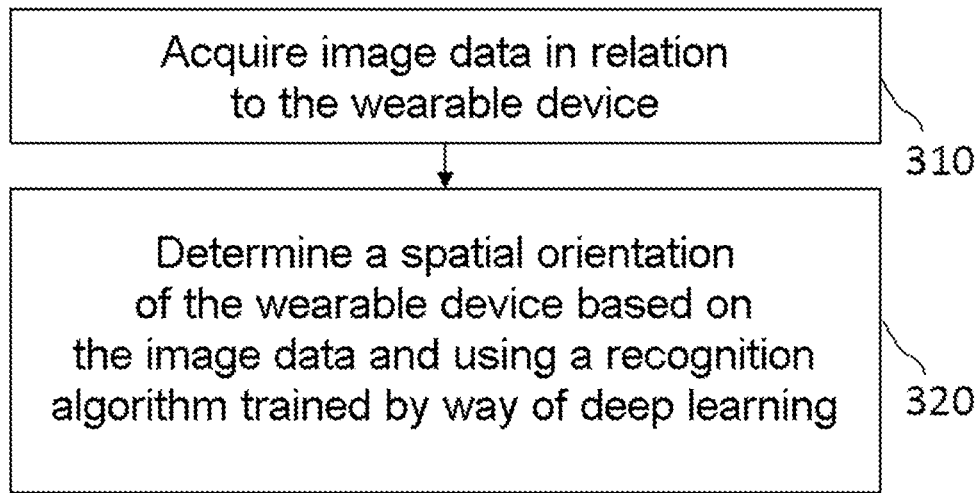 Acquire image data in relation
to the wearable device
310
Determine a spatial orientation
of the wearable device based on
the image data and using a recognition
algorithm trained by way of deep learning
320